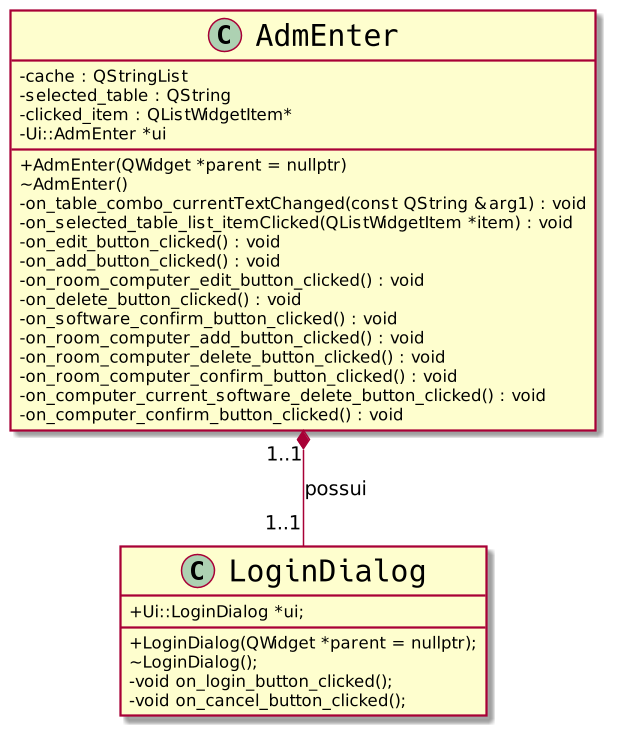 C AdmEnter
-cache : QStringList
-selected_table : QString
-clicked_item : QListWidgetItem*
-Ui::AdmEnter *ui
+AdmEnter(QWidget *parent = nullptr)
~AdmEnter()
-on_table_combo_currentTextChanged(const QString &arg1) : void
-on_selected_table_list_itemClicked(QListWidgetItem *item) : void
-on_edit_button_clicked() : void
-on_add_button_clicked() : void
-on_room_computer_edit_button_clicked() : void
-on_delete_button_clicked() : void
-on_software_confirm_button_clicked() : void
-on_room_computer_add_button_clicked() : void
-on_room_computer_delete_button_clicked() : void
-on_room_computer_confirm_button_clicked() : void
-on_computer_current_software_delete_button_clicked() : void
-on_computer_confirm_button_clicked() : void
1..1
possui
1..1
C LoginDialog
+Ui::LoginDialog *ui;
+LoginDialog(QWidget *parent = nullptr);
~LoginDialog();
-void on_login_button_clicked();
-void on_cancel_button_clicked();